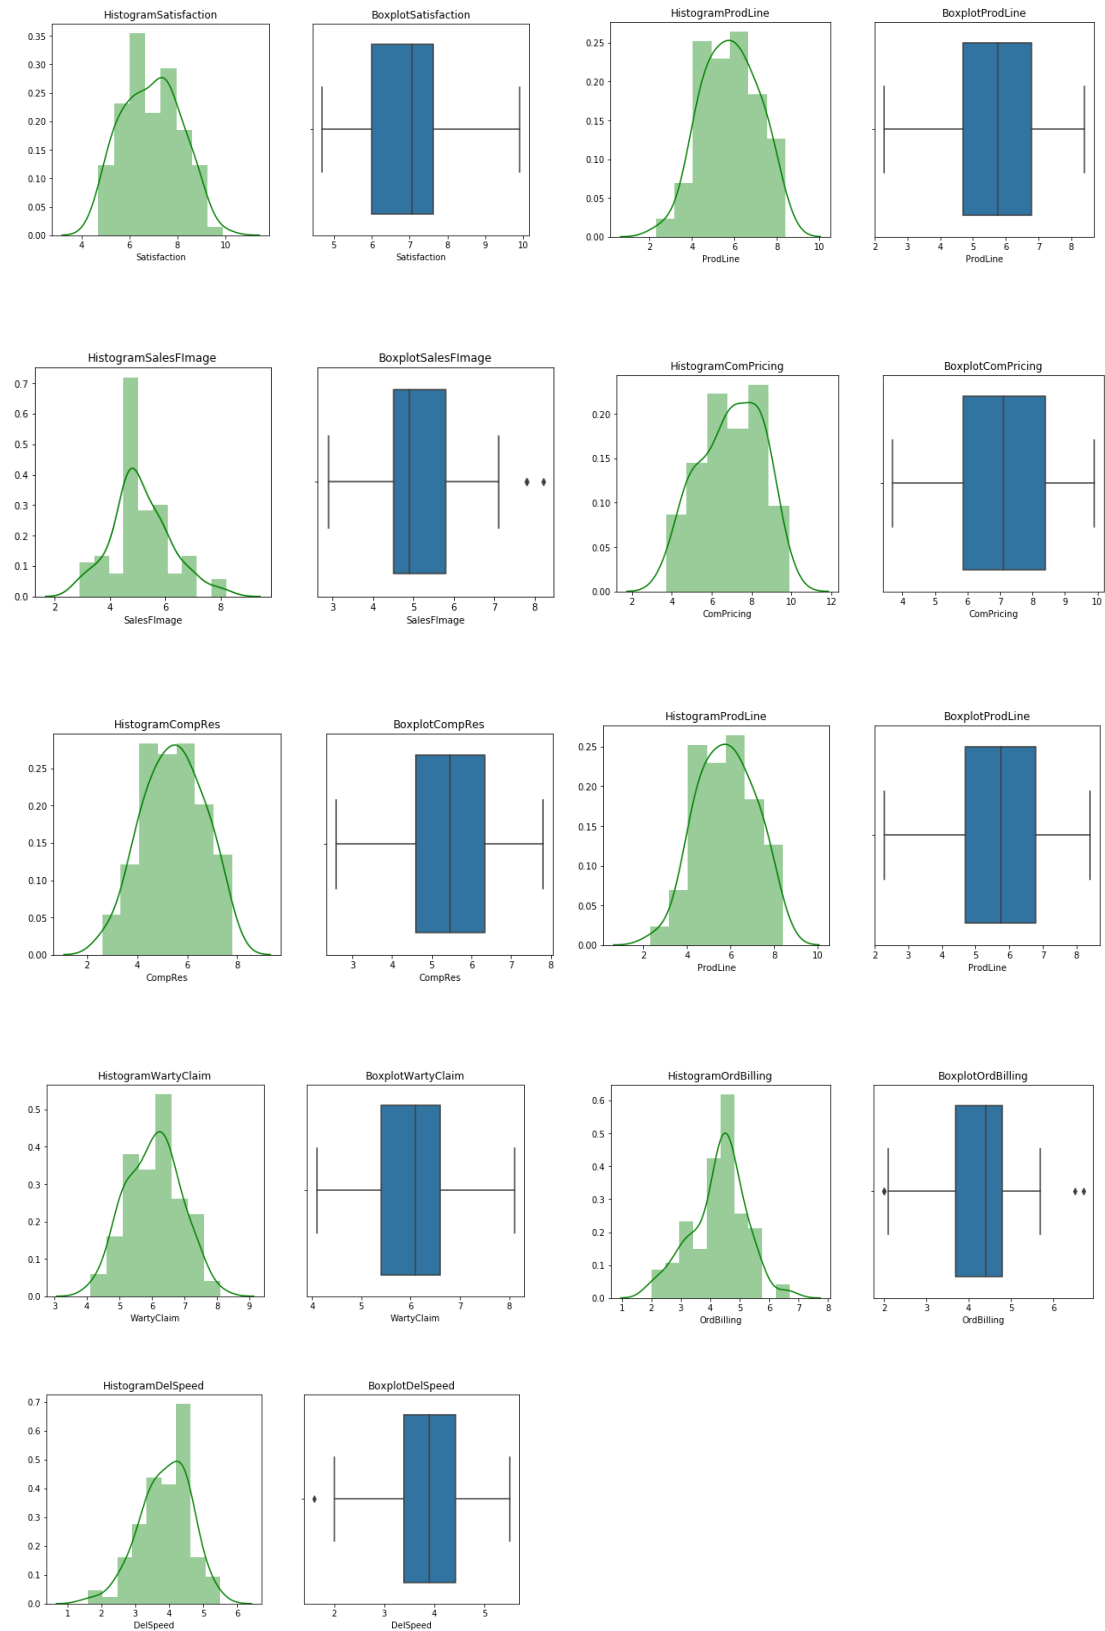 HistogramSatisfaction
0.35
0.30
0.25
0.20
0.15
0.10
0.05
0.00
4 6 8 10
Satisfaction
BoxplotSatisfaction
5 6 7 8 9 10
Satisfaction
HistogramProdLine
0.25
0.20
0.15
0.10
0.05
0.00
2 4 6 8 10
ProdLine
BoxplotProdLine
2 3 4 5 6 7 8
ProdLine
HistogramSalesFImage
0.7
0.6
0.5
0.4
0.3
0.2
0.1
0.0
2 4 6 8
SalesFImage
BoxplotSalesFImage
3 4 5 6 7 8
SalesFImage
HistogramComPricing
0.20
0.15
0.10
0.05
0.00
2 4 6 8 10 12
ComPricing
BoxplotComPricing
4 5 6 7 8 9 10
ComPricing
HistogramCompRes
0.25
0.20
0.15
0.10
0.05
0.00
2 4 6 8
CompRes
BoxplotCompRes
3 4 5 6 7 8
CompRes
HistogramProdLine
0.25
0.20
0.15
0.10
0.05
0.00
2 4 6 8 10
ProdLine
BoxplotProdLine
2 3 4 5 6 7 8
ProdLine
HistogramWartyClaim
0.5
0.4
0.3
0.2
0.1
0.0
3 4 5 6 7 8 9
WartyClaim
BoxplotWartyClaim
4 5 6 7 8
WartyClaim
HistogramOrdBilling
0.6
0.5
0.4
0.3
0.2
0.1
0.0
1 2 3 4 5 6 7 8
OrdBilling
BoxplotOrdBilling
2 3 4 5 6
OrdBilling
HistogramDelSpeed
0.7
0.6
0.5
0.4
0.3
0.2
0.1
0.0
1 2 3 4 5 6
DelSpeed
BoxplotDelSpeed
2 3 4 5
DelSpeed